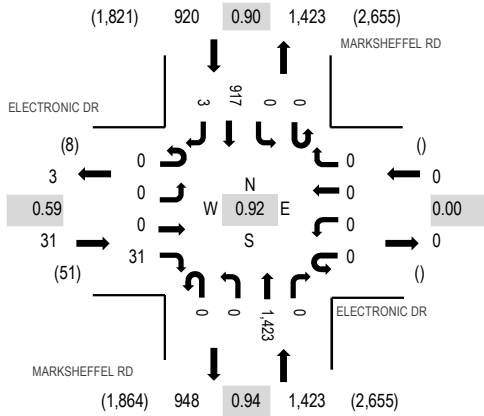 (1,821) 920 0.90 1,423 (2,655)
MARKSHEFFEL RD
3 917 0 0
ELECTRONIC DR
(8) ()
3 0 0 0
0 0
0.59 N 0.00
W 0.92 E
0 S 0
31 31 0 0
(51) ()
0 0 1,423 0
ELECTRONIC DR
MARKSHEFFEL RD
(1,864) 948 0.94 1,423 (2,655)